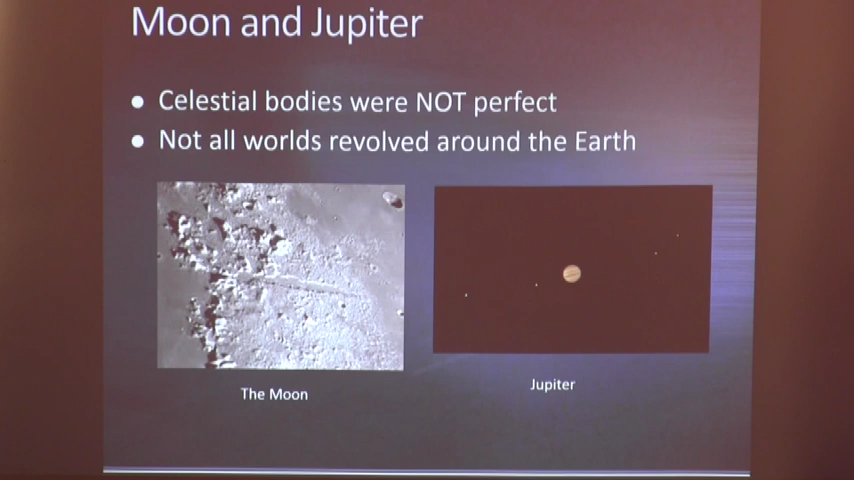 Moon and Jupiter
● Celestial bodies were NOT perfect
● Not all worlds revolved around the Earth
The Moon
Jupiter